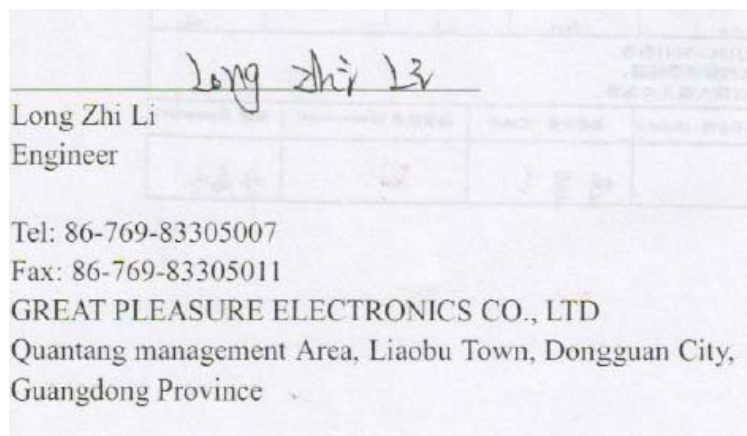 Long Zhi Li
Long Zhi Li
Engineer
Tel: 86-769-83305007
Fax: 86-769-83305011
GREAT PLEASURE ELECTRONICS CO., LTD
Quantang management Area, Liaobu Town, Dongguan City,
Guangdong Province